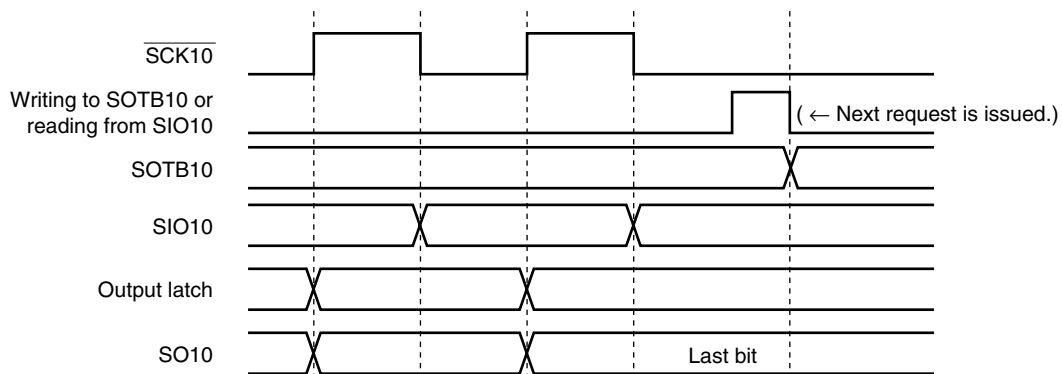 SCK10
Writing to SOTB10 or
reading from SIO10
( ← Next request is issued.)
SOTB10
SIO10
Output latch
SO10
Last bit